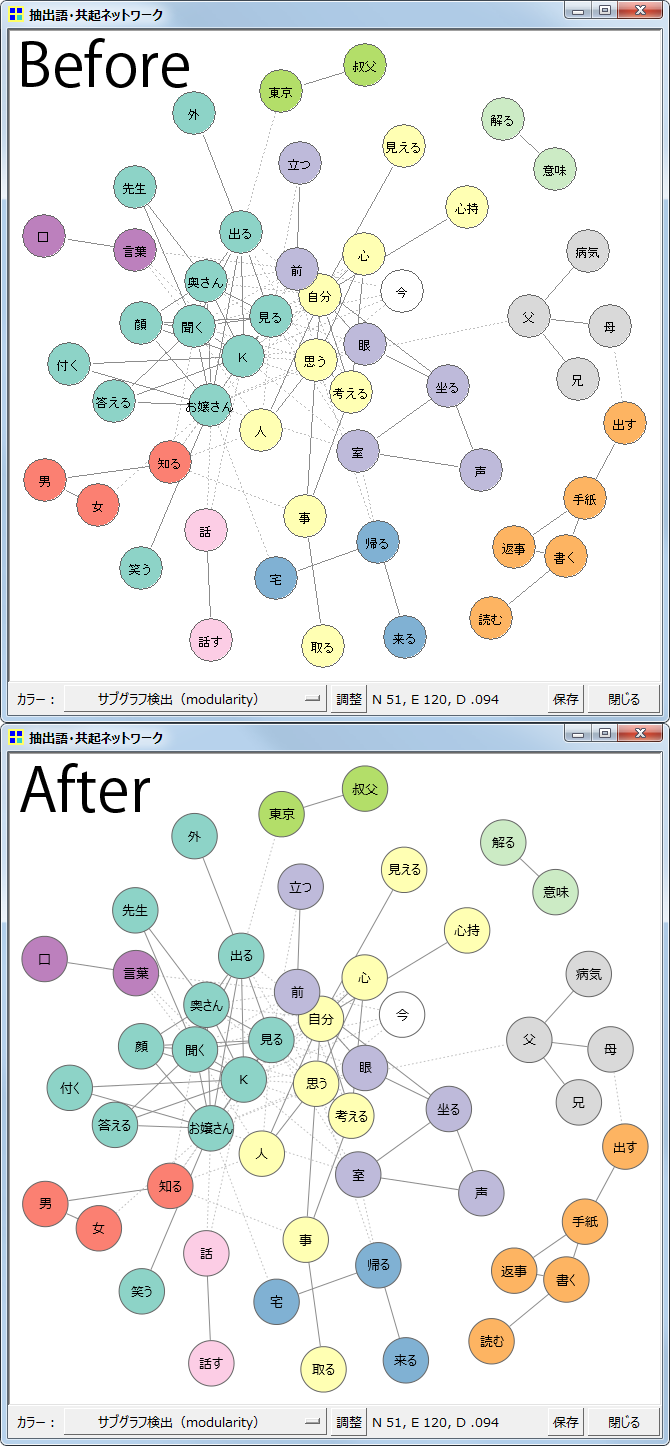 抽出語・共起ネットワーク
Before
叔父
東京
外
解る
見える
立つ
意味
先生
心持
出る
口
言葉
病気
心
前
奥さん
今
自分
父
見る
顔
聞く
母
眼
K
思う
付く
兄
坐る
考える
答える
お嬢さん
出す
人
室
知る
声
男
手紙
女
事
話
帰る
返事
書く
笑う
宅
読む
来る
話す
取る
カラー： サブグラフ検出（modularity） 調整 N 51, E 120, D .094 保存 閉じる
抽出語・共起ネットワーク
After
叔父
東京
外
解る
見える
立つ
意味
先生
心持
出る
口
言葉
病気
心
前
奥さん
今
自分
父
見る
顔
聞く
母
眼
K
思う
付く
兄
坐る
考える
答える
お嬢さん
出す
人
室
知る
声
男
手紙
女
事
話
帰る
返事
書く
笑う
宅
読む
来る
話す
取る
カラー： サブグラフ検出（modularity） 調整 N 51, E 120, D .094 保存 閉じる